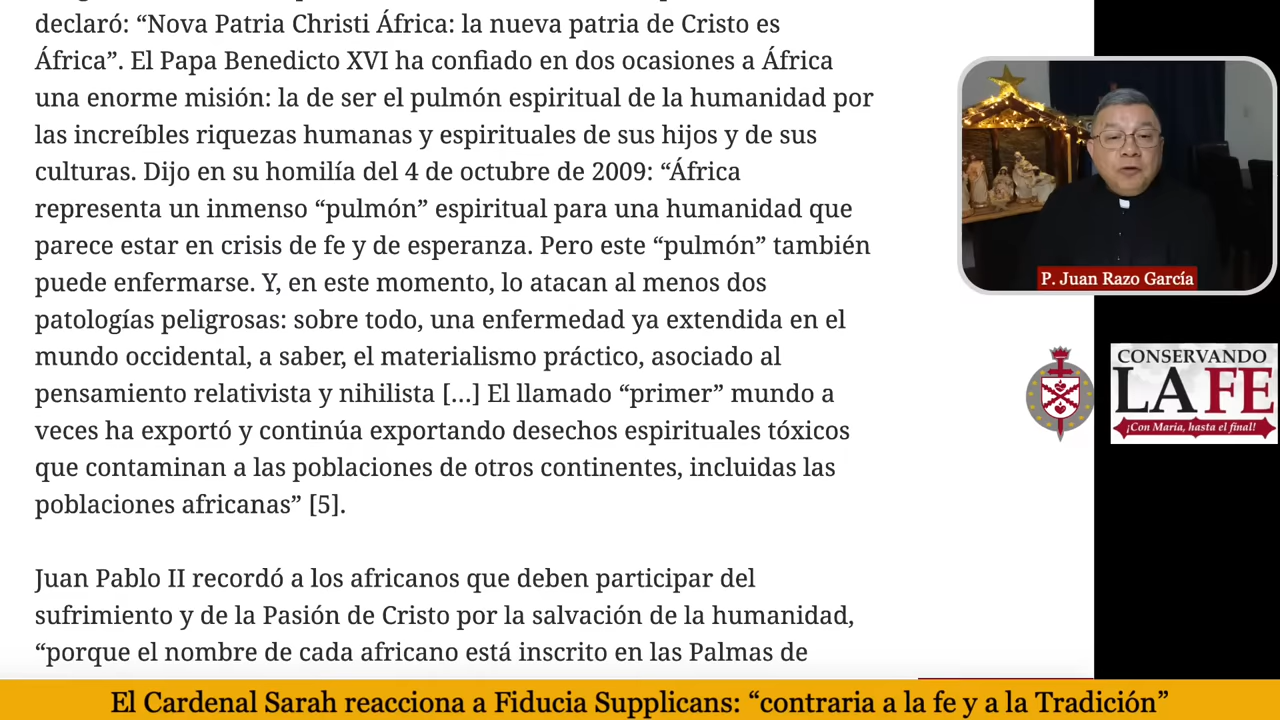 declaró: “Nova Patria Christi África: la nueva patria de Cristo es
África”. El Papa Benedicto XVI ha confiado en dos ocasiones a África
una enorme misión: la de ser el pulmón espiritual de la humanidad por
las increíbles riquezas humanas y espirituales de sus hijos y de sus
culturas. Dijo en su homilía del 4 de octubre de 2009: “África
representa un inmenso “pulmón” espiritual para una humanidad que
parece estar en crisis de fe y de esperanza. Pero este “pulmón” también
puede enfermarse. Y, en este momento, lo atacan al menos dos
patologías peligrosas: sobre todo, una enfermedad ya extendida en el
mundo occidental, a saber, el materialismo práctico, asociado al
pensamiento relativista y nihilista [...] El llamado “primer” mundo a
veces ha exportó y continúa exportando desechos espirituales tóxicos
que contaminan a las poblaciones de otros continentes, incluidas las
poblaciones africanas” [5].
Juan Pablo II recordó a los africanos que deben participar del
sufrimiento y de la Pasión de Cristo por la salvación de la humanidad,
“porque el nombre de cada africano está inscrito en las Palmas de
P. Juan Razo García
CONSERVANDO
LA FE
¡Con Maria, hasta el final!
El Cardenal Sarah reacciona a Fiducia Supplicans: “contraria a la fe y a la Tradición”